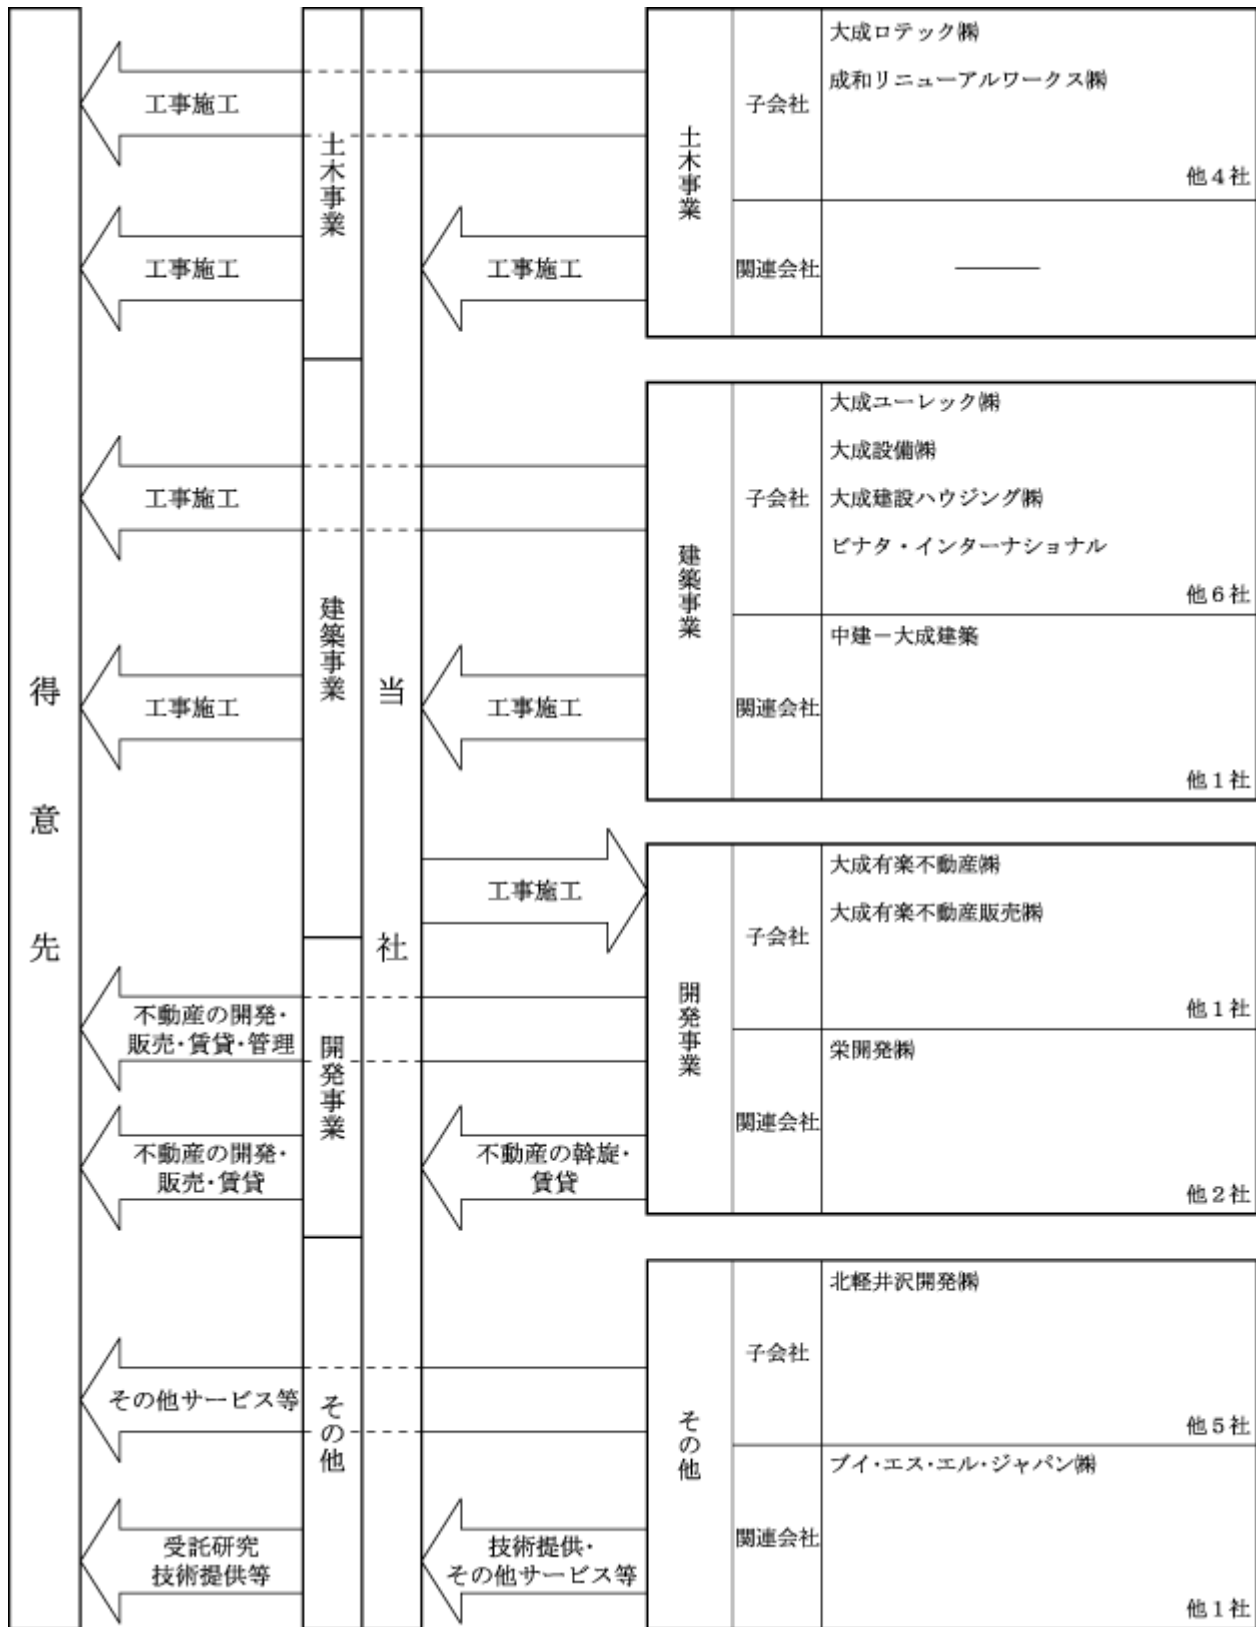 得意先
当社
土木事業
建築事業
開発事業
その他
工事施工
工事施工
工事施工
土木事業
子会社
大成ロテック㈱
成和リニューアルワークス㈱
他4社
関連会社
―――
工事施工
工事施工
工事施工
建築事業
子会社
大成ユーレック㈱
大成設備㈱
大成建設ハウジング㈱
ビナタ・インターナショナル
他6社
関連会社
中建－大成建築
他1社
工事施工
不動産の開発・
販売・賃貸・管理
不動産の開発・
販売・賃貸
不動産の斡旋・
賃貸
開発事業
子会社
大成有楽不動産㈱
大成有楽不動産販売㈱
他1社
関連会社
栄開発㈱
他2社
その他サービス等
受託研究
技術提供等
技術提供・
その他サービス等
その他
子会社
北軽井沢開発㈱
他5社
関連会社
ブイ・エス・エル・ジャパン㈱
他1社